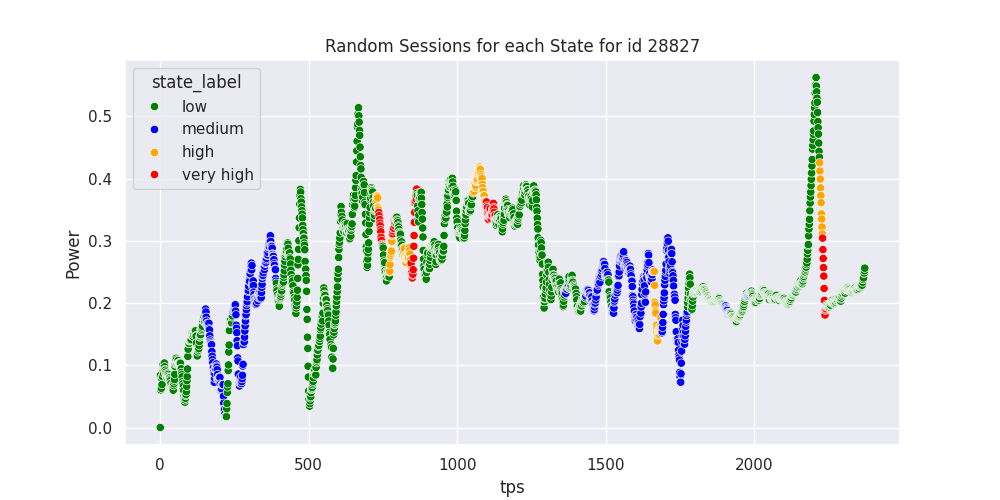 Random Sessions for each State for id 28827
state_label
low
medium
high
very high
Power
0.5
0.4
0.3
0.2
0.1
0.0
0 500 1000 1500 2000
tps